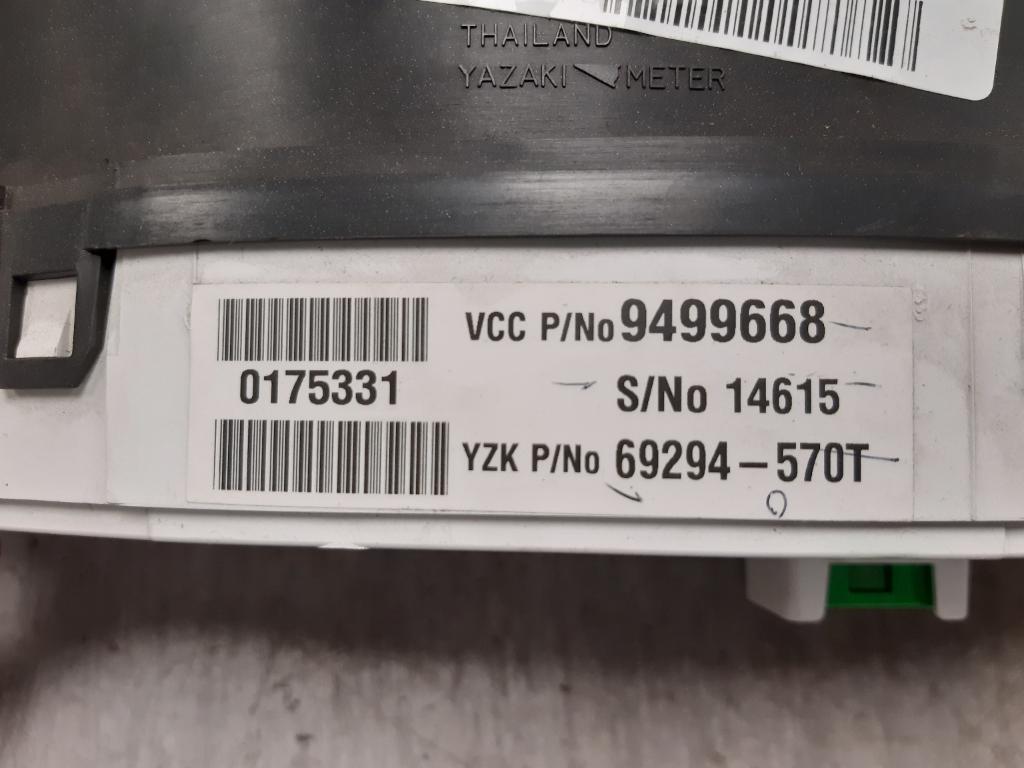 THAILAND
YAZAKI METER
VCC P/No 9499668
0175331
S/No 14615
YZK P/No 69294-570T